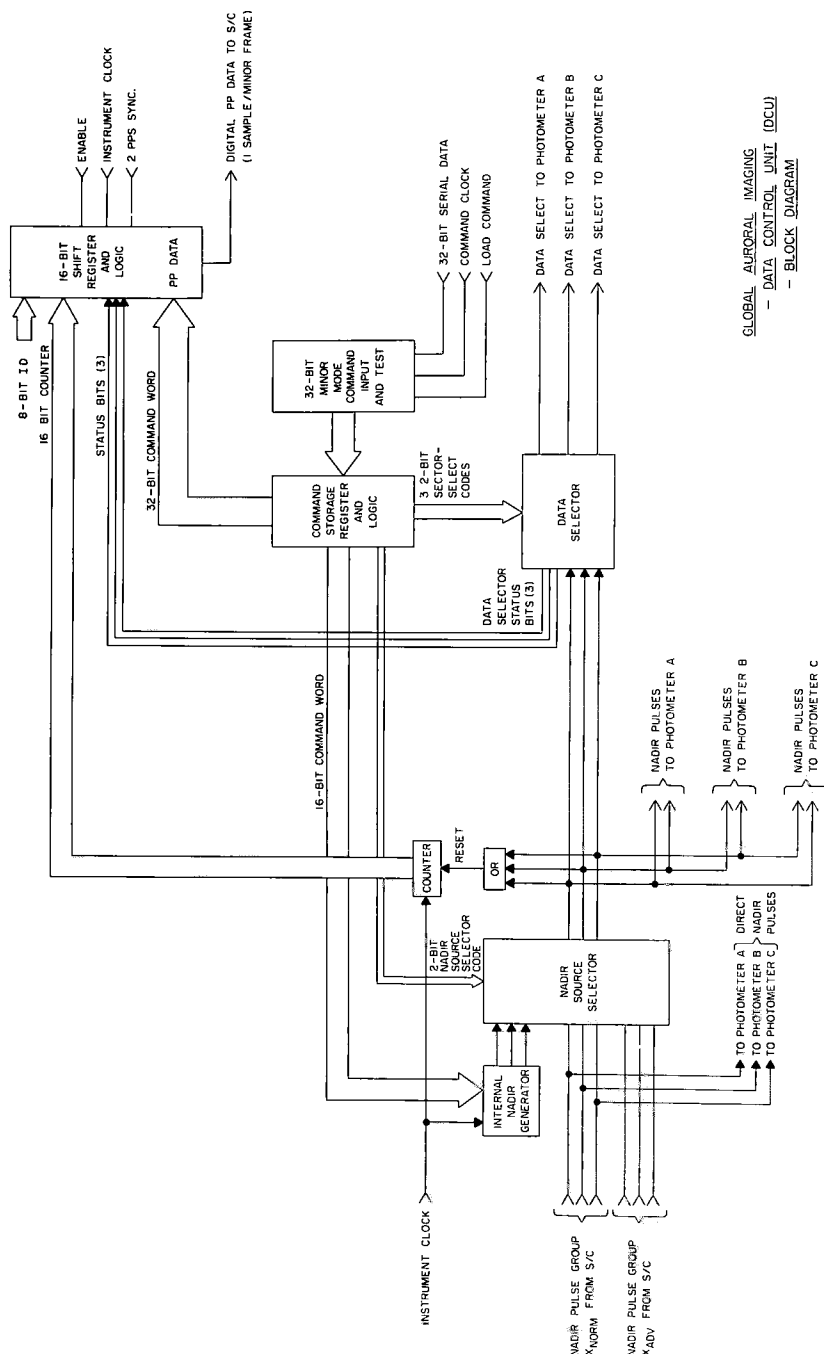 8-BIT ID
16 BIT COUNTER
STATUS BITS (3)
32-BIT COMMAND WORD
16-BIT
SHIFT
REGISTER
AND
LOGIC
PP DATA
ENABLE
INSTRUMENT CLOCK
2 PPS SYNC.
DIGITAL PP DATA TO S/C
(1 SAMPLE/MINOR FRAME)
32-BIT
MINOR
MODE
COMMAND
INPUT
AND TEST
32-BIT SERIAL DATA
COMMAND CLOCK
LOAD COMMAND
COMMAND
STORAGE
REGISTER
AND
LOGIC
3 2-BIT
SECTOR-
SELECT
CODES
DATA
SELECTOR
STATUS
BITS (3)
DATA
SELECTOR
DATA SELECT TO PHOTOMETER A
DATA SELECT TO PHOTOMETER B
DATA SELECT TO PHOTOMETER C
16-BIT COMMAND WORD
COUNTER
RESET
OR
2-BIT
NADIR
SOURCE
SELECTOR
CODE
INSTRUMENT CLOCK
INTERNAL
NADIR
GENERATOR
NADIR
SOURCE
SELECTOR
NADIR PULSES
TO PHOTOMETER A
NADIR PULSES
TO PHOTOMETER B
NADIR PULSES
TO PHOTOMETER C
TO PHOTOMETER A
TO PHOTOMETER B
TO PHOTOMETER C
DIRECT
NADIR
PULSES
NADIR PULSE GROUP
XNORM FROM S/C
NADIR PULSE GROUP
XADV FROM S/C
GLOBAL AURORAL IMAGING
- DATA CONTROL UNIT (DCU)
- BLOCK DIAGRAM